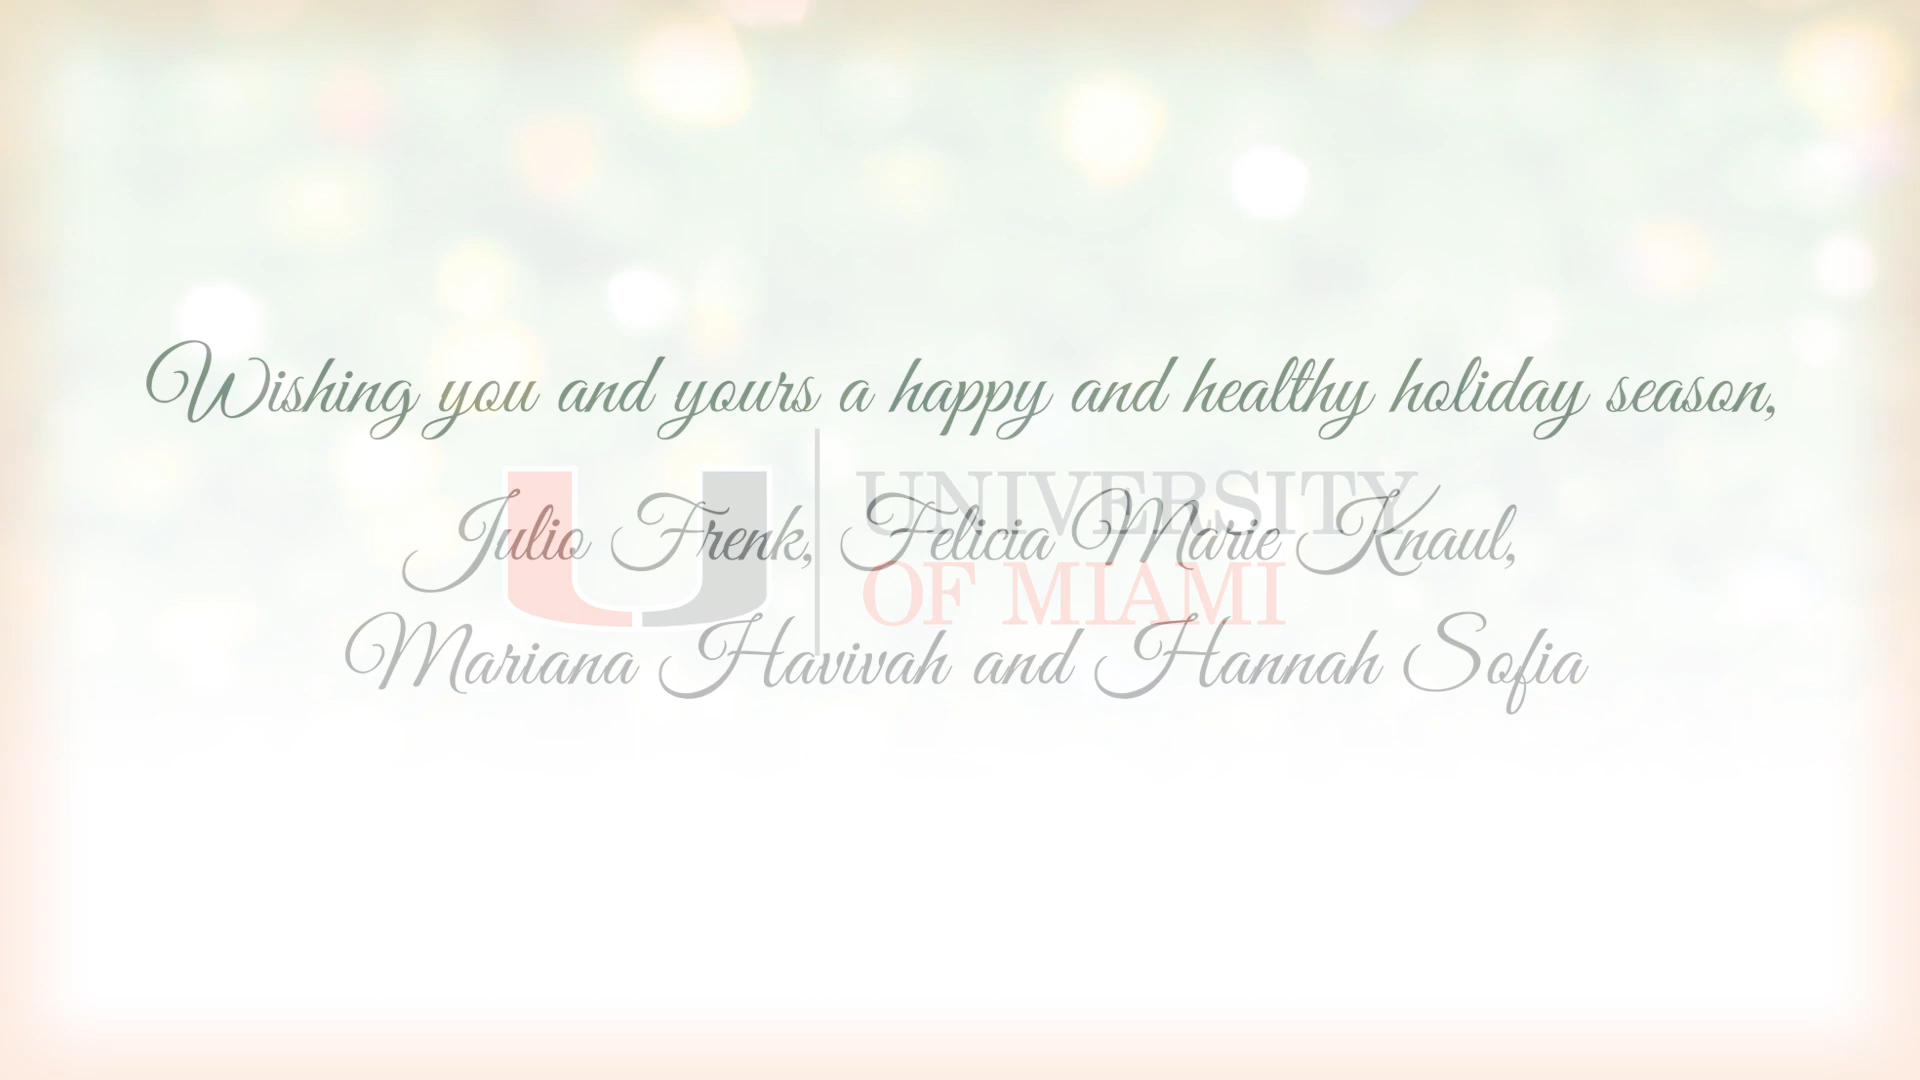 Wishing you and yours a happy and healthy holiday season,
UNIVERSITY
Julio Frenk, Felicia Marie Knaul,
OF MIAMI
Mariana Havivah and Hannah Sofia